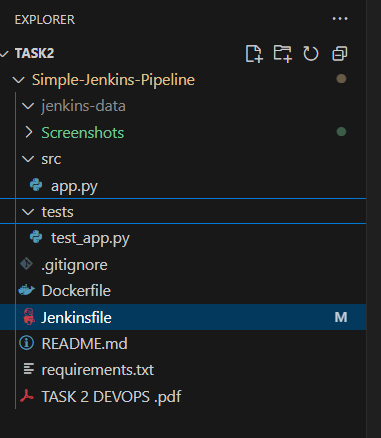 EXPLORER
TASK2
Simple-Jenkins-Pipeline
jenkins-data
Screenshots
src
app.py
tests
test_app.py
.gitignore
Dockerfile
Jenkinsfile M
README.md
requirements.txt
TASK 2 DEVOPS .pdf